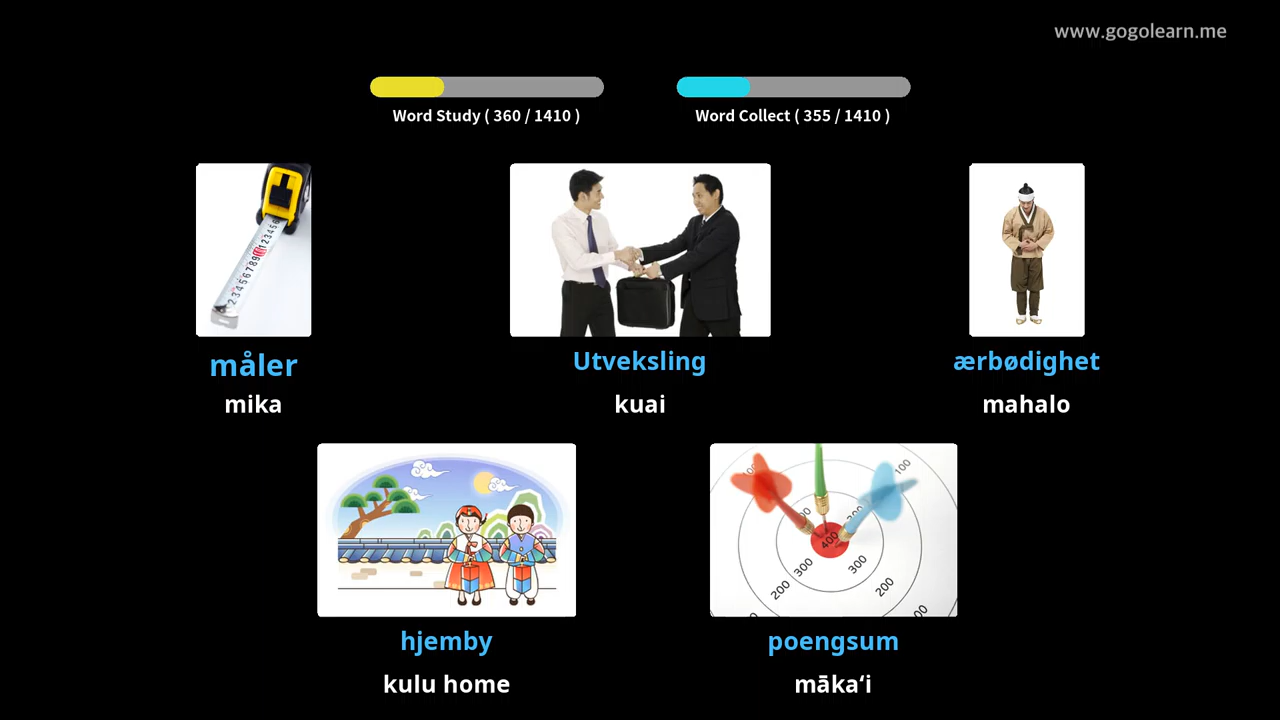 www.gogolearn.me
Word Study ( 360 / 1410 )
Word Collect ( 355 / 1410 )
måler
Utveksling
ærbødighet
mika
kuai
mahalo
hjemby
poengsum
kulu home
mākaʻi